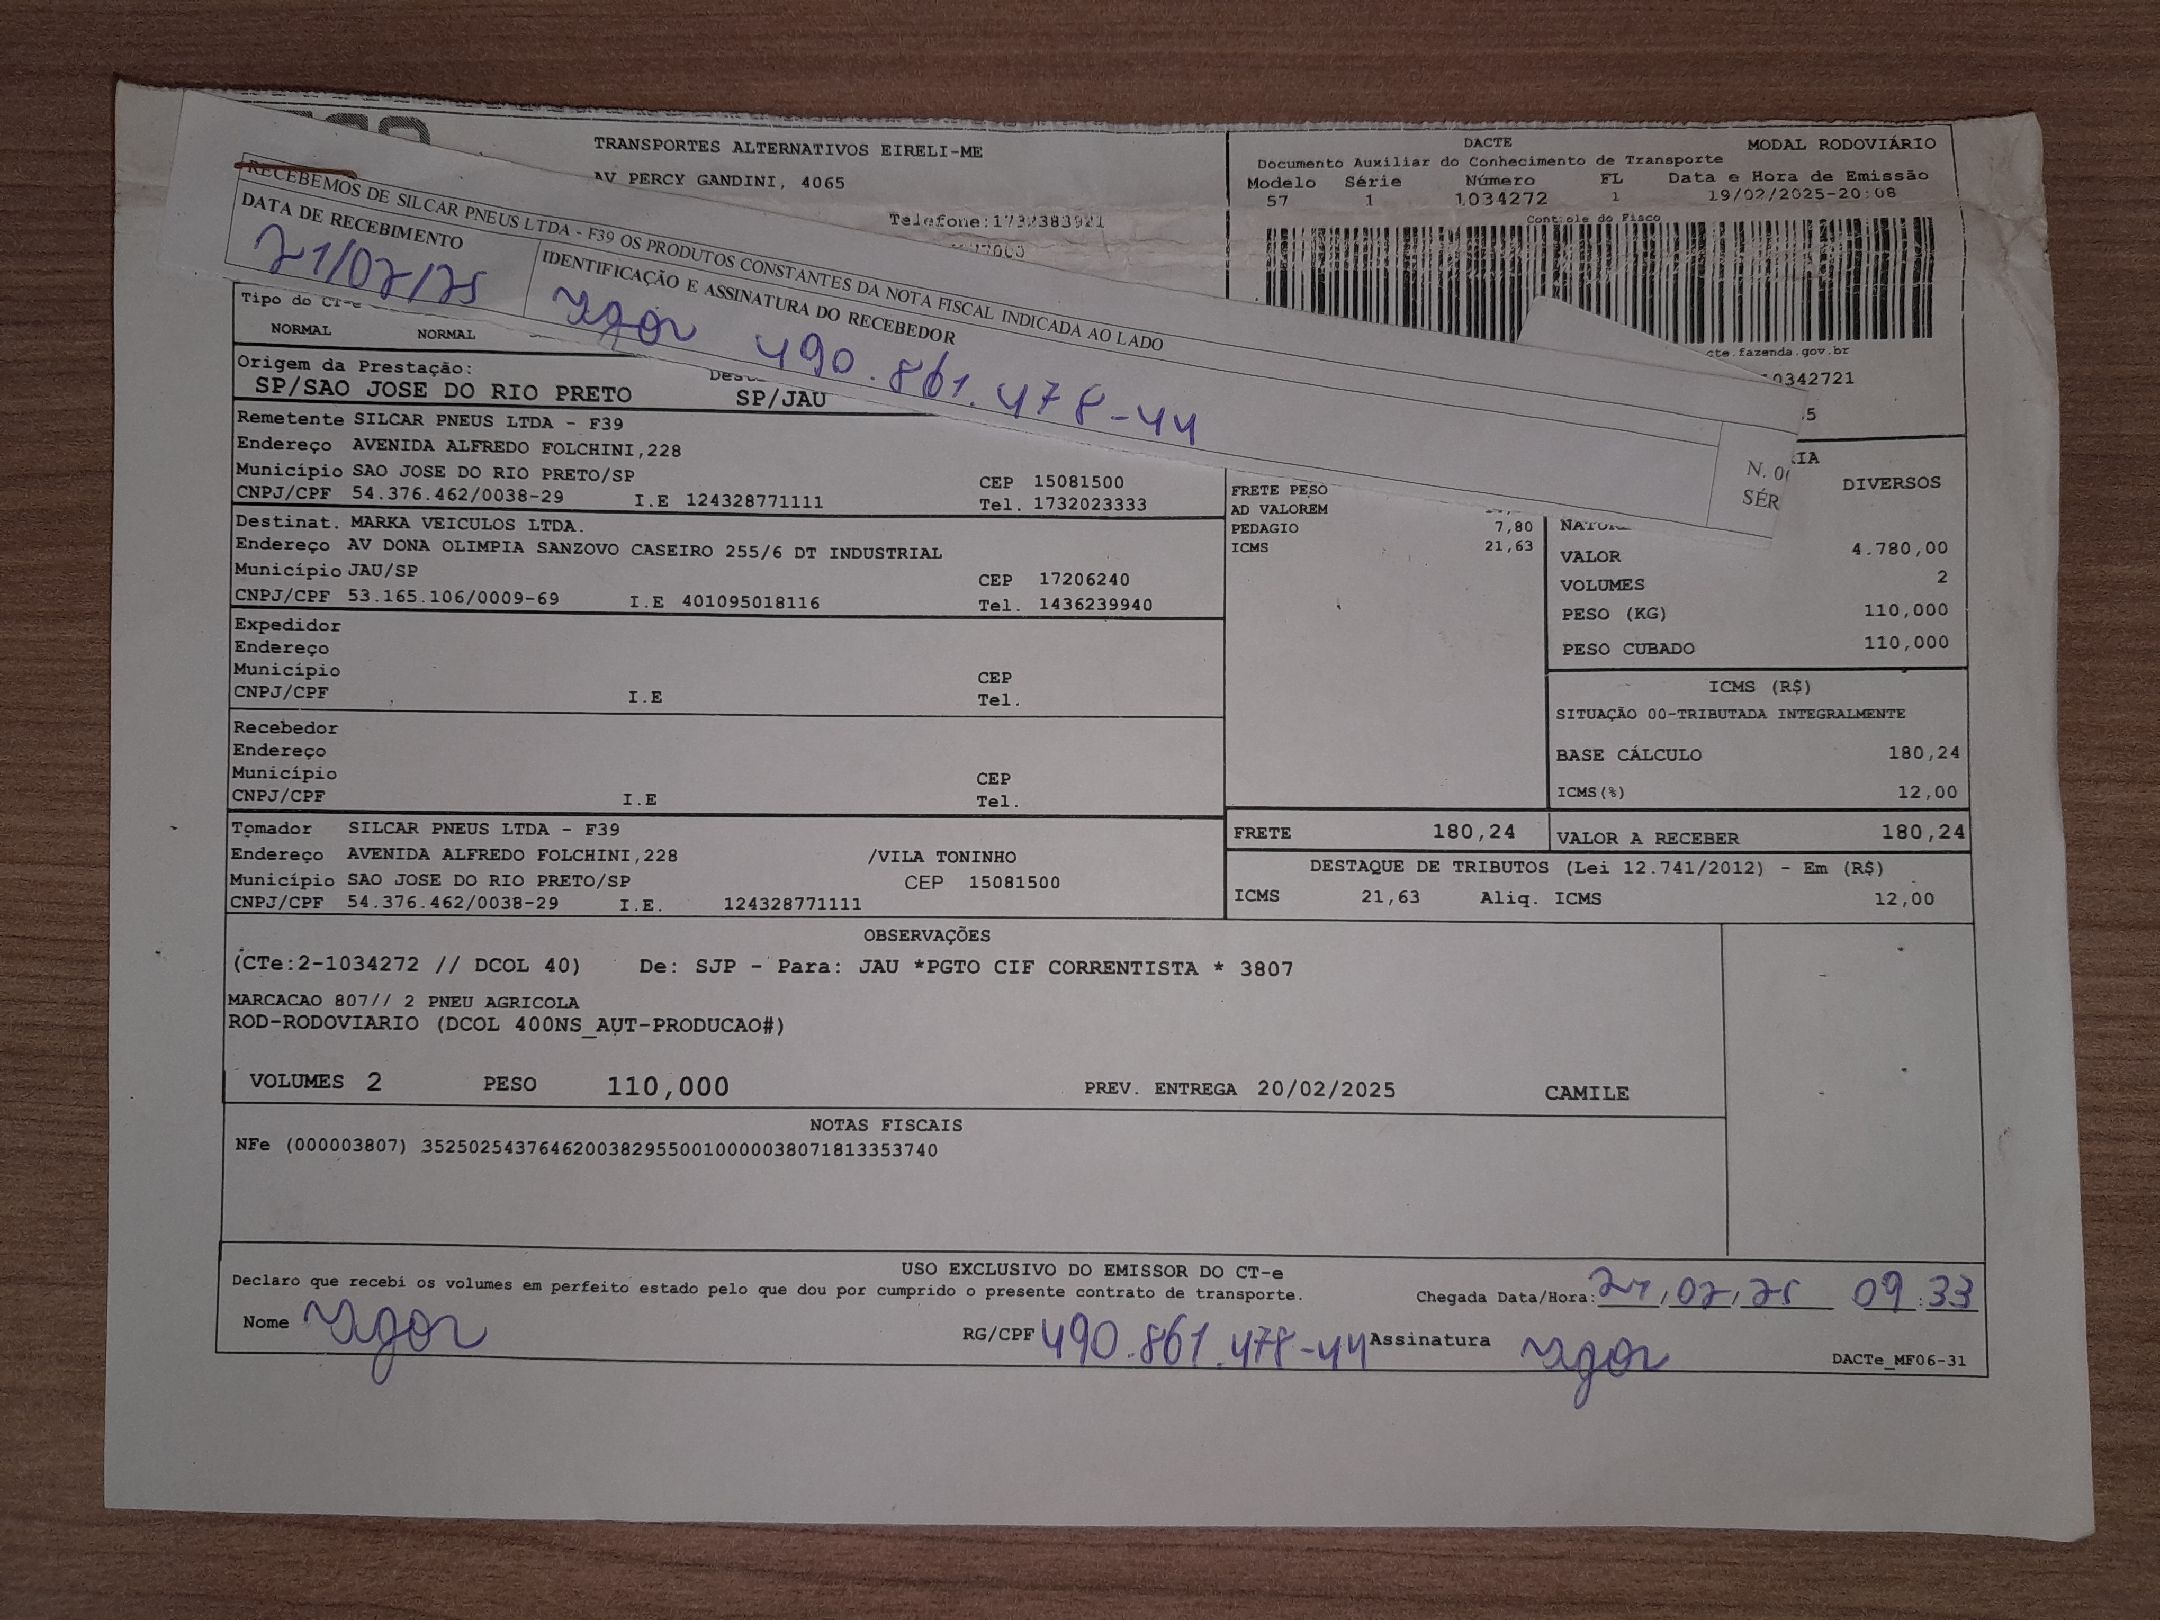 TRANSPORTES ALTERNATIVOS EIRELI-ME
AV PERCY GANDINI, 4065
Telefone:1732383921
DACTE
MODAL RODOVIÁRIO
Documento Auxiliar do Conhecimento de Transporte
Modelo Série Número FL Data e Hora de Emissão
57 1 1034272 1 19/02/2025-20:08
Controle do Fisco
cte.fazenda.gov.br
10342721
RECEBEMOS DE SILCAR PNEUS LTDA - F39 OS PRODUTOS CONSTANTES DA NOTA FISCAL INDICADA AO LADO
DATA DE RECEBIMENTO
21/02/25
IDENTIFICAÇÃO E ASSINATURA DO RECEBEDOR
Igor 490.861.478-44
N. 0
SÉR
Tipo do CT-e
NORMAL NORMAL
Origem da Prestação:
SP/SAO JOSE DO RIO PRETO SP/JAU
Remetente SILCAR PNEUS LTDA - F39
Endereço AVENIDA ALFREDO FOLCHINI,228
Município SAO JOSE DO RIO PRETO/SP CEP 15081500
CNPJ/CPF 54.376.462/0038-29 I.E 124328771111 Tel. 1732023333
Destinat. MARKA VEICULOS LTDA.
Endereço AV DONA OLIMPIA SANZOVO CASEIRO 255/6 DT INDUSTRIAL
Município JAU/SP CEP 17206240
CNPJ/CPF 53.165.106/0009-69 I.E 401095018116 Tel. 1436239940
Expedidor
Endereço
Município CEP
CNPJ/CPF I.E Tel.
Recebedor
Endereço
Município CEP
CNPJ/CPF I.E Tel.
Tomador SILCAR PNEUS LTDA - F39
Endereço AVENIDA ALFREDO FOLCHINI,228 /VILA TONINHO
Município SAO JOSE DO RIO PRETO/SP CEP 15081500
CNPJ/CPF 54.376.462/0038-29 I.E. 124328771111
FRETE PESO
AD VALOREM
PEDAGIO 7,80
ICMS 21,63
DIVERSOS
VALOR 4.780,00
VOLUMES 2
PESO (KG) 110,000
PESO CUBADO 110,000
ICMS (R$)
SITUAÇÃO 00-TRIBUTADA INTEGRALMENTE
BASE CÁLCULO 180,24
ICMS(%) 12,00
FRETE 180,24 VALOR A RECEBER 180,24
DESTAQUE DE TRIBUTOS (Lei 12.741/2012) - Em (R$)
ICMS 21,63 Aliq. ICMS 12,00
OBSERVAÇÕES
(CTe:2-1034272 // DCOL 40) De: SJP - Para: JAU *PGTO CIF CORRENTISTA * 3807
MARCACAO 807// 2 PNEU AGRICOLA
ROD-RODOVIARIO (DCOL 400NS_AUT-PRODUCAO#)
VOLUMES 2 PESO 110,000 PREV. ENTREGA 20/02/2025 CAMILE
NOTAS FISCAIS
NFe (000003807) 35250254376462003829550010000038071813353740
USO EXCLUSIVO DO EMISSOR DO CT-e
Declaro que recebi os volumes em perfeito estado pelo que dou por cumprido o presente contrato de transporte. Chegada Data/Hora: 21/02/25 09:33
Nome Igor RG/CPF 490.861.478-44 Assinatura Igor
DACTe_MF06-31